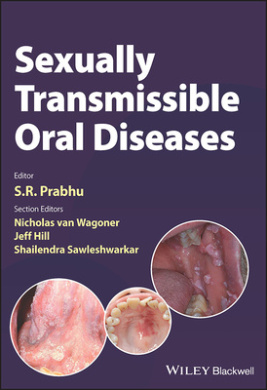 Sexually
Transmissible
Oral Diseases
Editor
S.R. Prabhu
Section Editors
Nicholas van Wagoner
Jeff Hill
Shailendra Sawleshwarkar
WILEY Blackwell